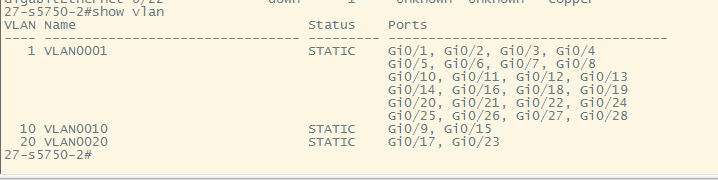 GigabitEthernet 0/22 down 1 Unknown Unknown copper
27-s5750-2#show vlan
VLAN Name Status Ports
---- -------------------------------- --------- -----------------------------------
1 VLAN0001 STATIC Gi0/1, Gi0/2, Gi0/3, Gi0/4
Gi0/5, Gi0/6, Gi0/7, Gi0/8
Gi0/10, Gi0/11, Gi0/12, Gi0/13
Gi0/14, Gi0/16, Gi0/18, Gi0/19
Gi0/20, Gi0/21, Gi0/22, Gi0/24
Gi0/25, Gi0/26, Gi0/27, Gi0/28
10 VLAN0010 STATIC Gi0/9, Gi0/15
20 VLAN0020 STATIC Gi0/17, Gi0/23
27-s5750-2#